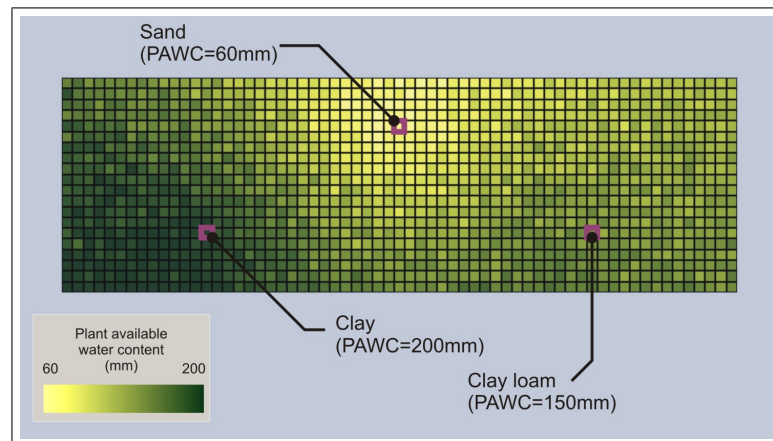 Sand
(PAWC=60mm)
Clay
(PAWC=200mm)
Clay loam
(PAWC=150mm)
Plant available
water content
(mm)
60 200